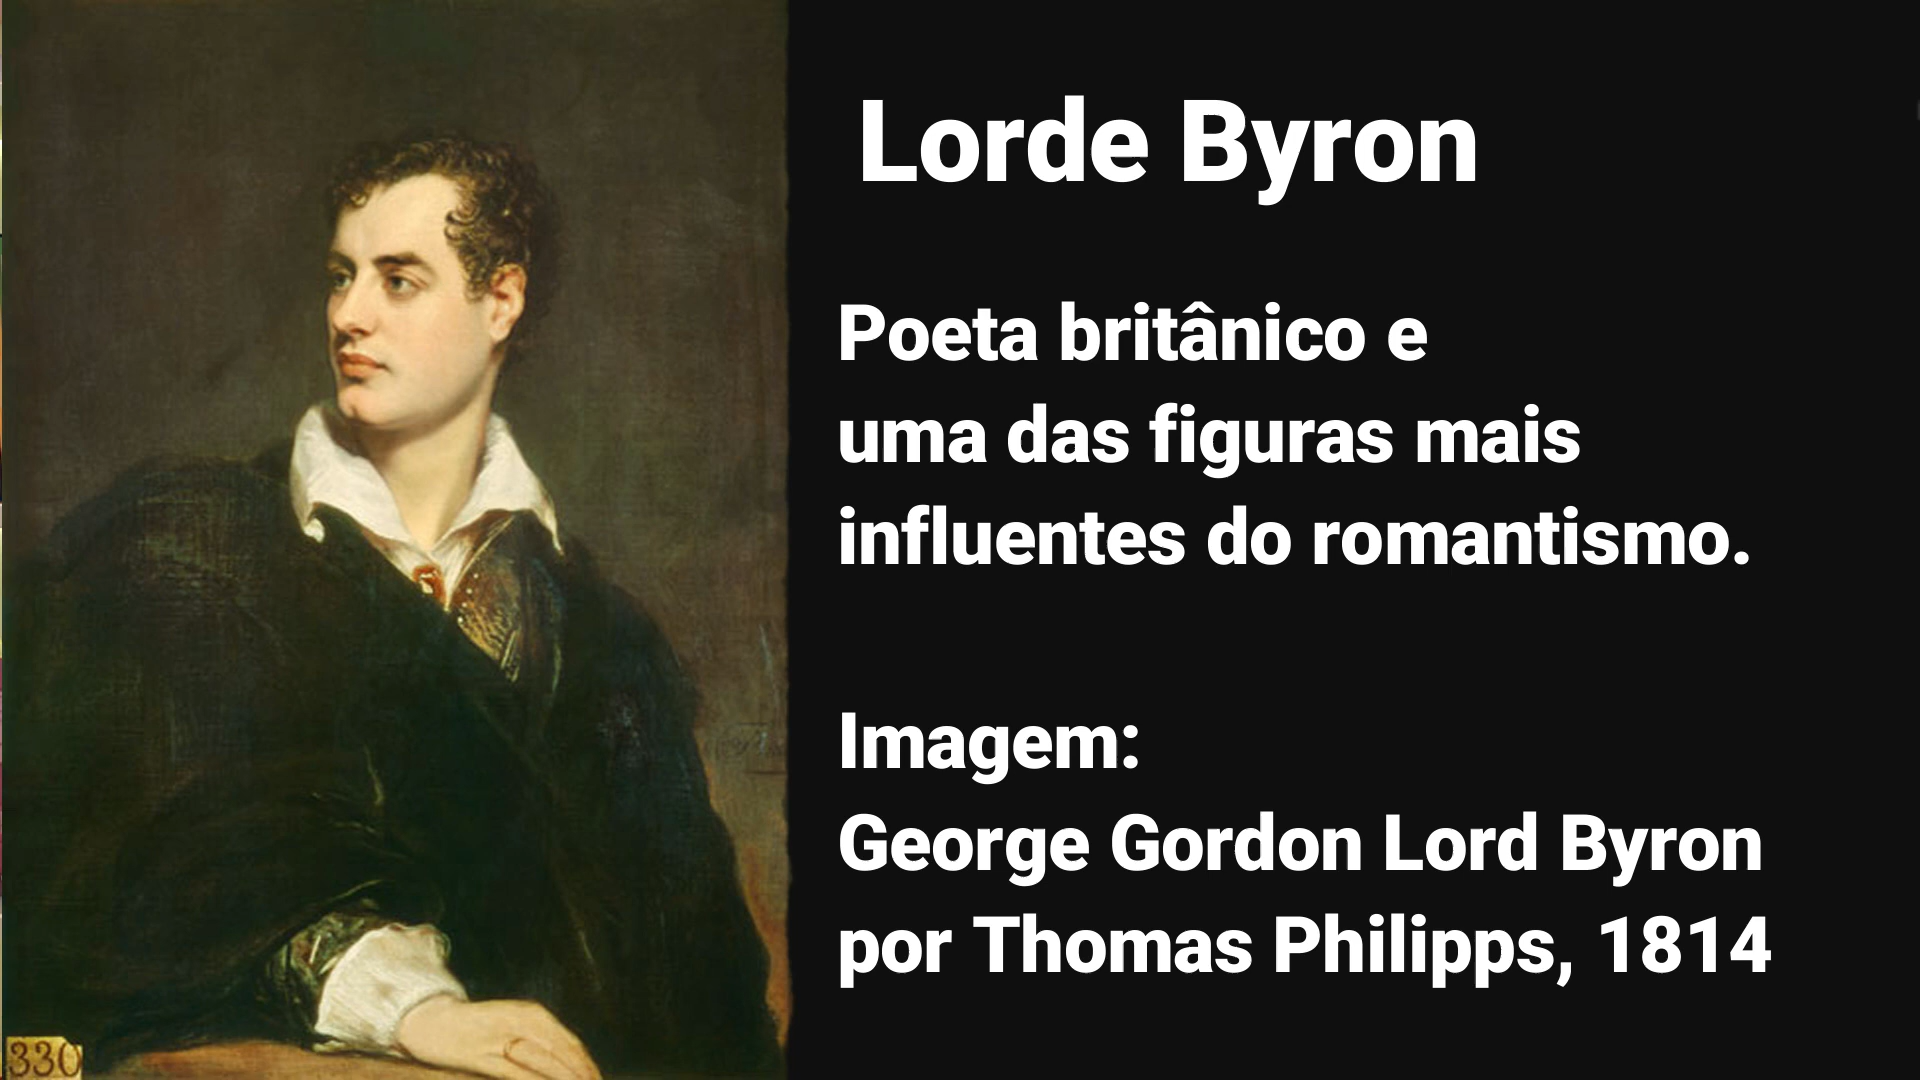 Lorde Byron
Poeta britânico e
uma das figuras mais
influentes do romantismo.
Imagem:
George Gordon Lord Byron
por Thomas Philipps, 1814
330